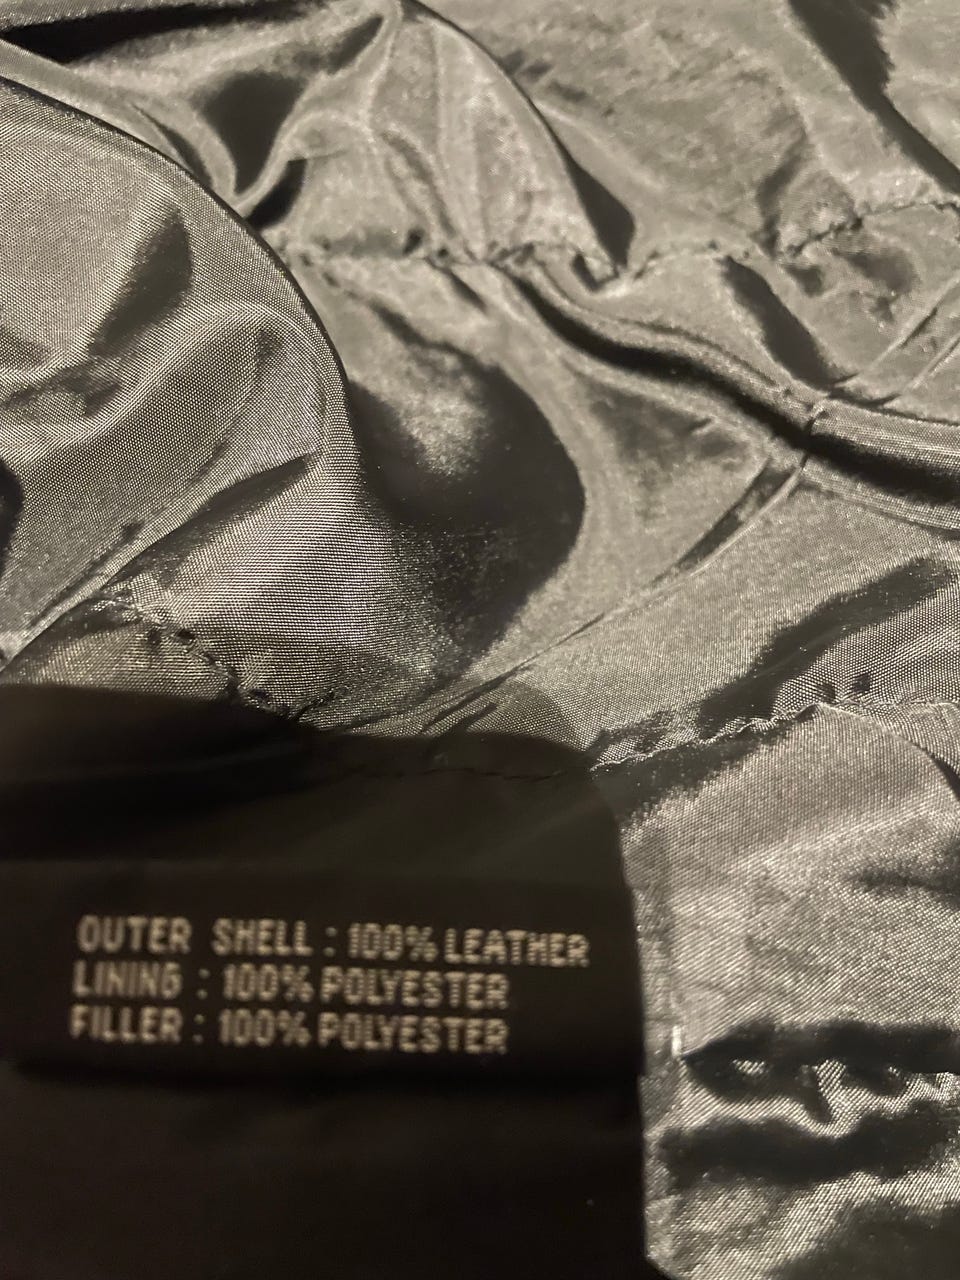 OUTER SHELL : 100% LEATHER
LINING : 100% POLYESTER
FILLER : 100% POLYESTER